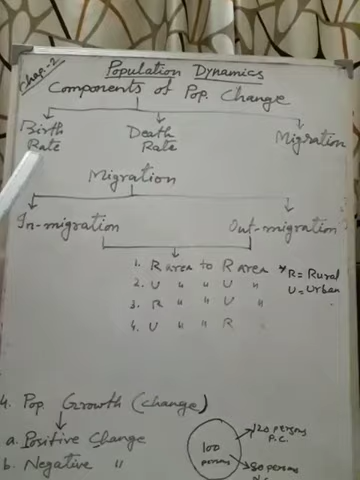 Chap-2
Population Dynamics
Components of Pop. Change
Birth Rate
Death Rate
Migration
Migration
In-migration
Out-migration
1. R area to R area
2. U " " U "
3. R " " U "
4. U " " R "
* R = Rural
U = Urban
4. Pop. Growth (change)
a. Positive Change
b. Negative "
100 persons
120 persons
P.C.
80 persons